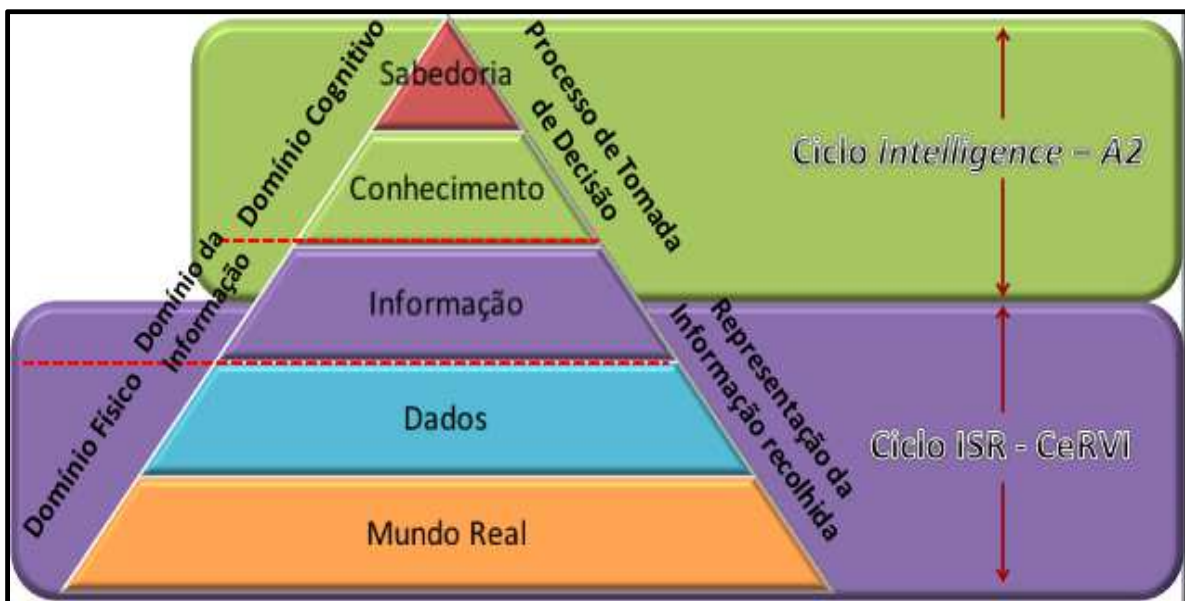 Domínio Cognitivo
Sabedoria
Processo de Tomada
de Decisão
Ciclo Intelligence – A2
Conhecimento
Domínio da
Informação
Informação
Representação da
Informação recolhida
Domínio Físico
Dados
Ciclo ISR - CeRVI
Mundo Real